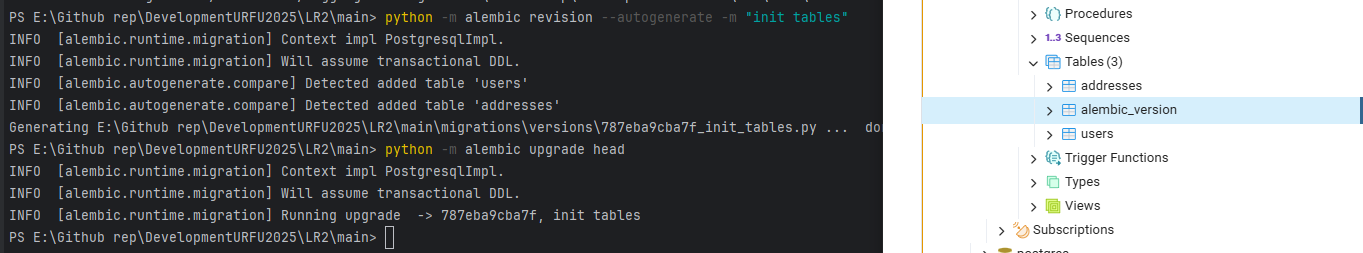 PS E:\Github rep\DevelopmentURFU2025\LR2\main> python -m alembic revision --autogenerate -m "init tables"
INFO  [alembic.runtime.migration] Context impl PostgresqlImpl.
INFO  [alembic.runtime.migration] Will assume transactional DDL.
INFO  [alembic.autogenerate.compare] Detected added table 'users'
INFO  [alembic.autogenerate.compare] Detected added table 'addresses'
Generating E:\Github rep\DevelopmentURFU2025\LR2\main\migrations\versions\787eba9cba7f_init_tables.py ...  do
PS E:\Github rep\DevelopmentURFU2025\LR2\main> python -m alembic upgrade head
INFO  [alembic.runtime.migration] Context impl PostgresqlImpl.
INFO  [alembic.runtime.migration] Will assume transactional DDL.
INFO  [alembic.runtime.migration] Running upgrade  -> 787eba9cba7f, init tables
PS E:\Github rep\DevelopmentURFU2025\LR2\main>
Procedures
1..3 Sequences
Tables (3)
addresses
alembic_version
users
Trigger Functions
Types
Views
Subscriptions